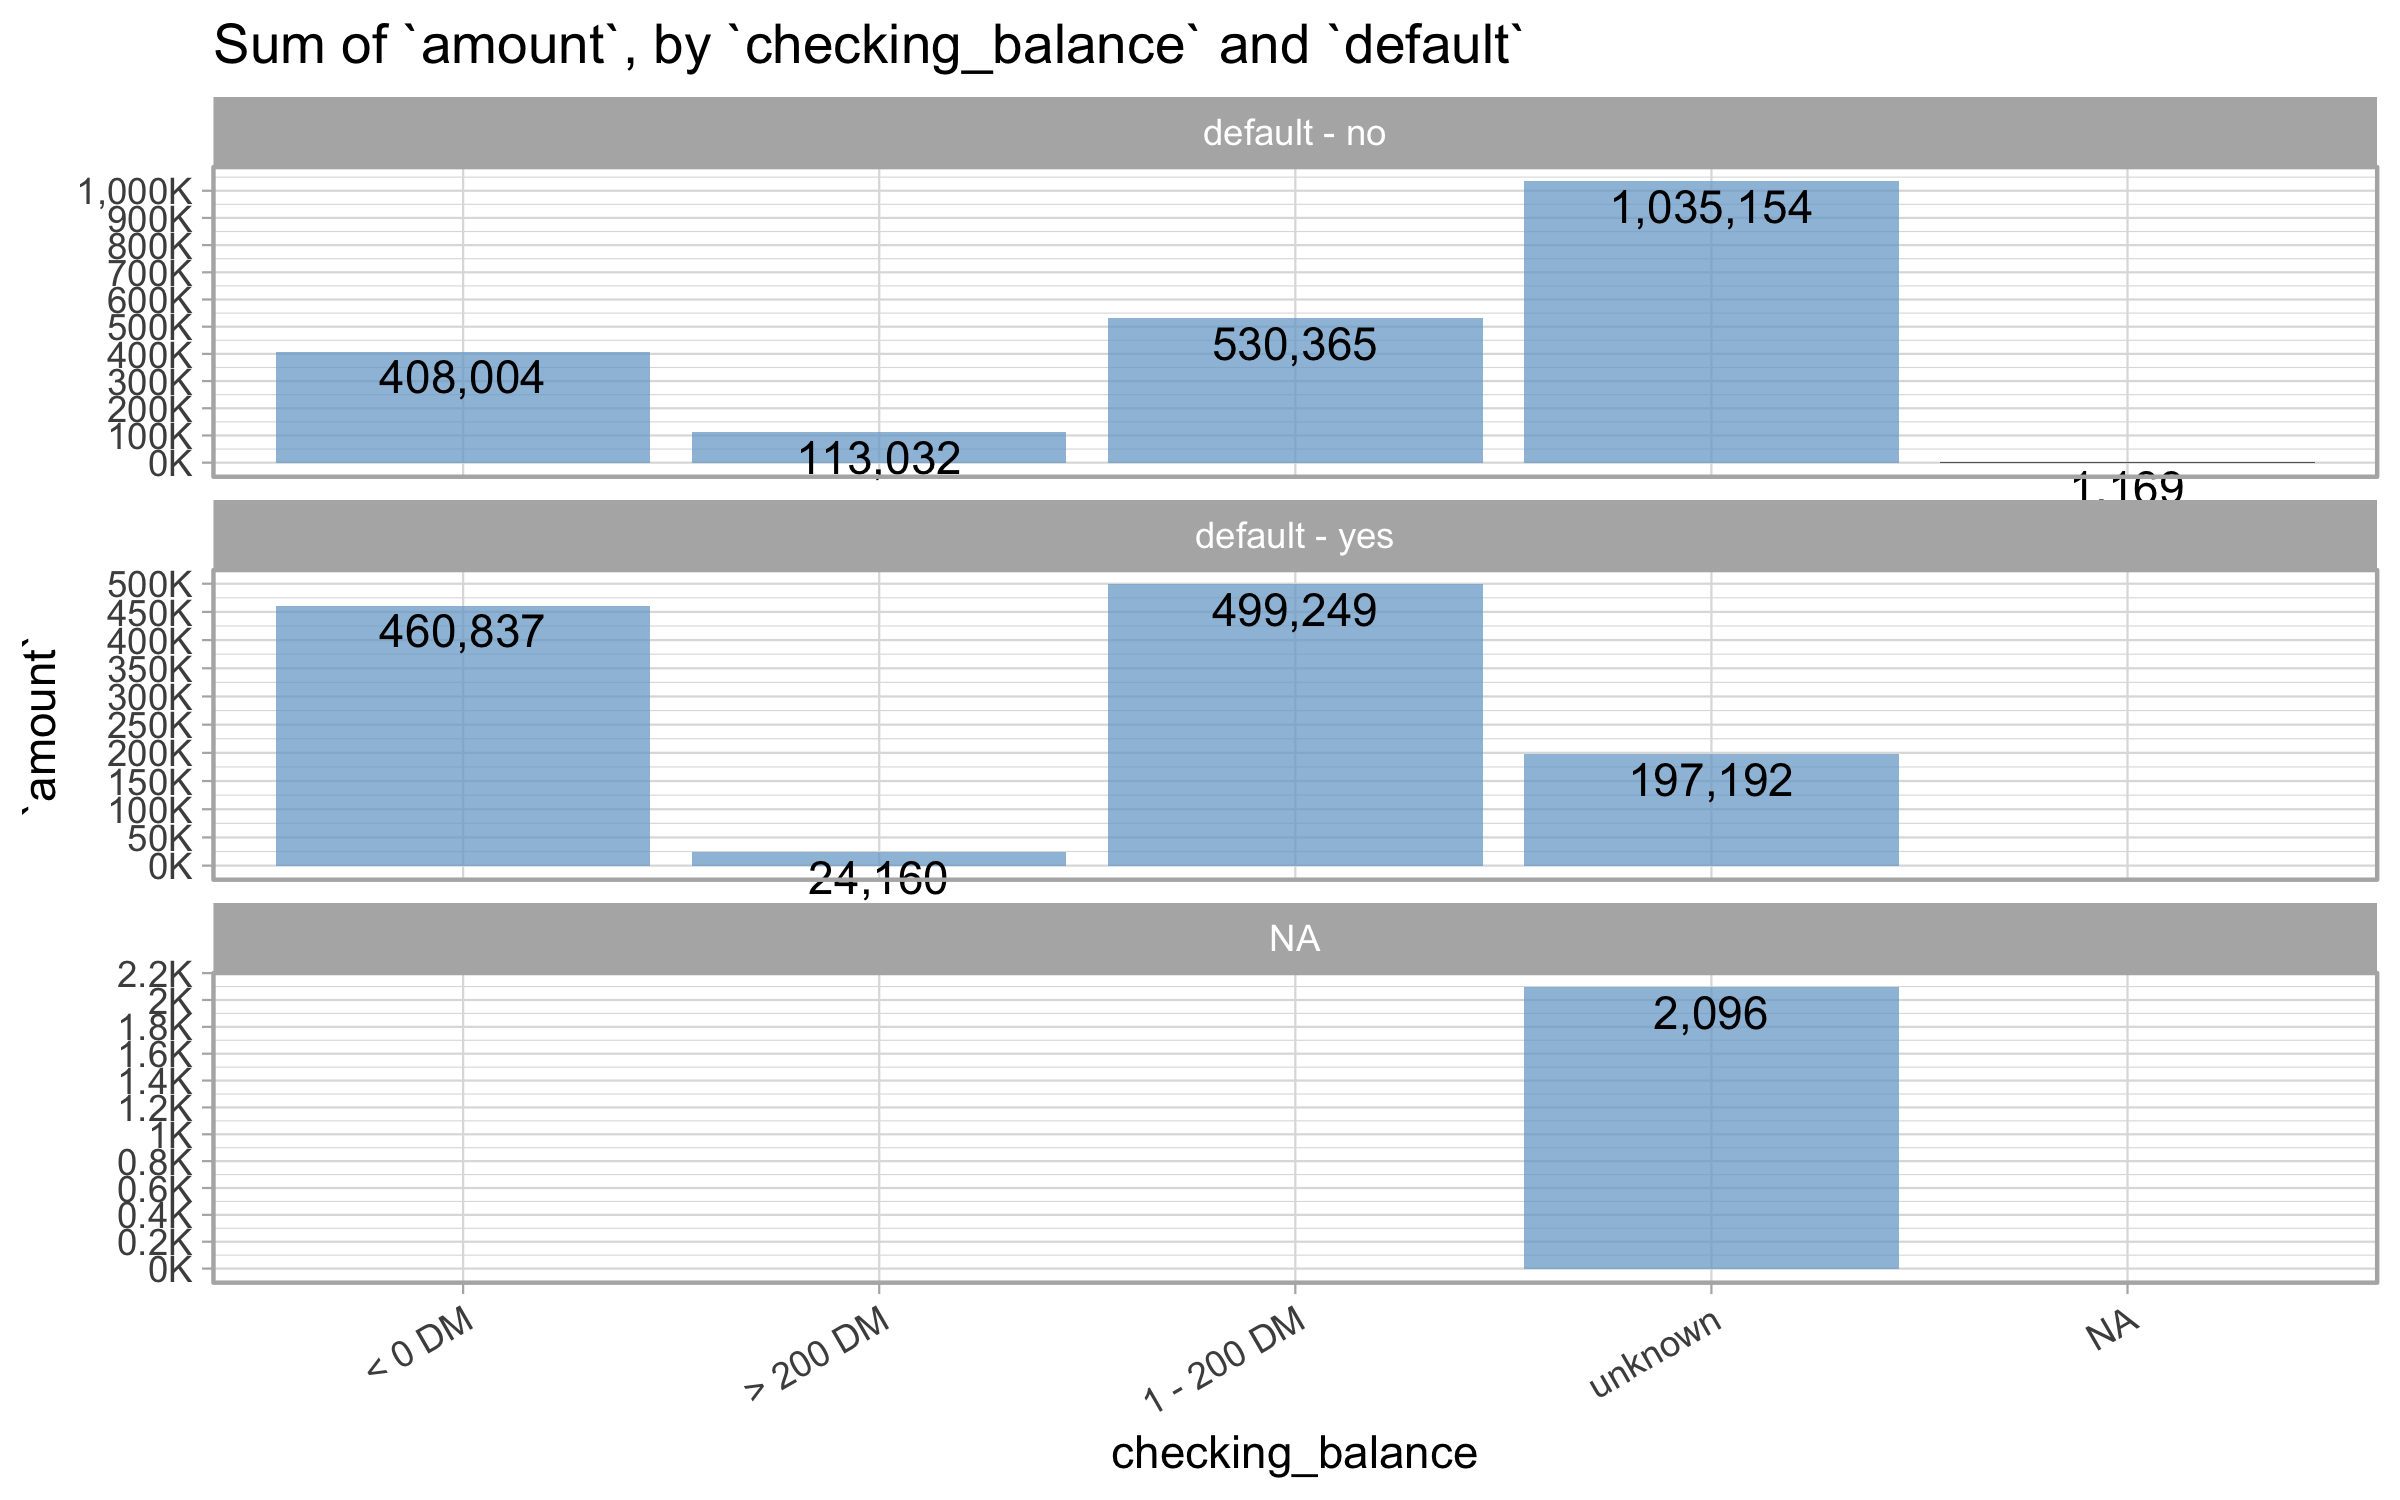 Sum of `amount`, by `checking_balance` and `default`
default - no
1,000K
900K
800K
700K
600K
500K
400K
300K
200K
100K
0K
408,004
113,032
530,365
1,035,154
1,169
default - yes
500K
450K
400K
350K
300K
250K
200K
150K
100K
50K
0K
460,837
24,160
499,249
197,192
`amount`
NA
2.2K
2K
1.8K
1.6K
1.4K
1.2K
1K
0.8K
0.6K
0.4K
0.2K
0K
2,096
< 0 DM
> 200 DM
1 - 200 DM
unknown
NA
checking_balance